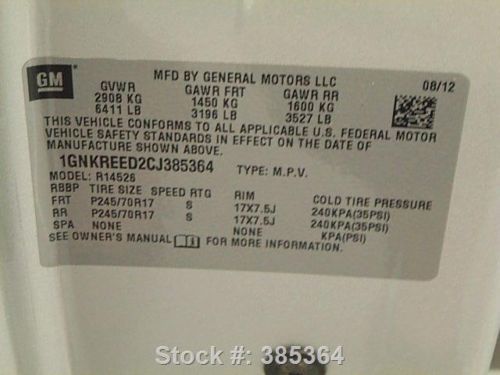 GM
MFD BY GENERAL MOTORS LLC
08/12
GVWR GAWR FRT GAWR RR
2908 KG 1450 KG 1600 KG
6411 LB 3196 LB 3527 LB
THIS VEHICLE CONFORMS TO ALL APPLICABLE U.S. FEDERAL MOTOR
VEHICLE SAFETY STANDARDS IN EFFECT ON THE DATE OF
MANUFACTURE SHOWN ABOVE.
1GNKREED2CJ385364 TYPE: M.P.V.
MODEL: R14526
RBBP TIRE SIZE SPEED RTG RIM COLD TIRE PRESSURE
FRT P245/70R17 S 17X7.5J 240KPA(35PSI)
RR P245/70R17 S 17X7.5J 240KPA(35PSI)
SPA NONE NONE KPA(PSI)
SEE OWNER'S MANUAL FOR MORE INFORMATION.
Stock #: 385364